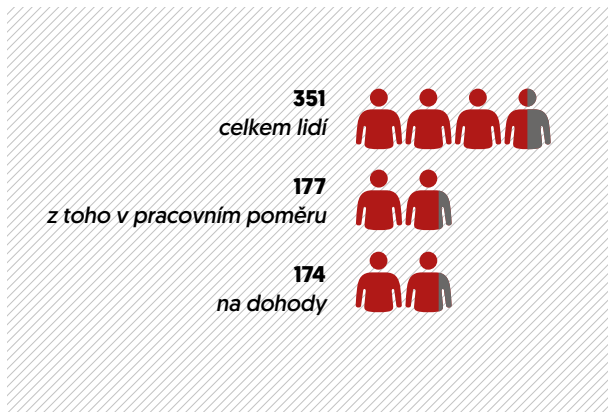 351
celkem lidí
177
z toho v pracovním poměru
174
na dohody